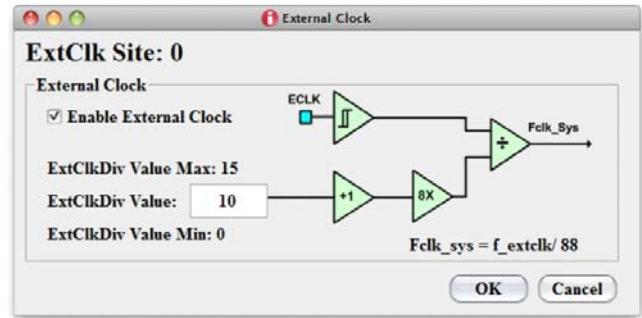 External Clock
ExtClk Site: 0
External Clock
Enable External Clock
ECLK
Fclk_Sys
÷
ExtClkDiv Value Max: 15
ExtClkDiv Value: 10
+1
8X
ExtClkDiv Value Min: 0
Fclk_sys = f_extclk/ 88
OK Cancel